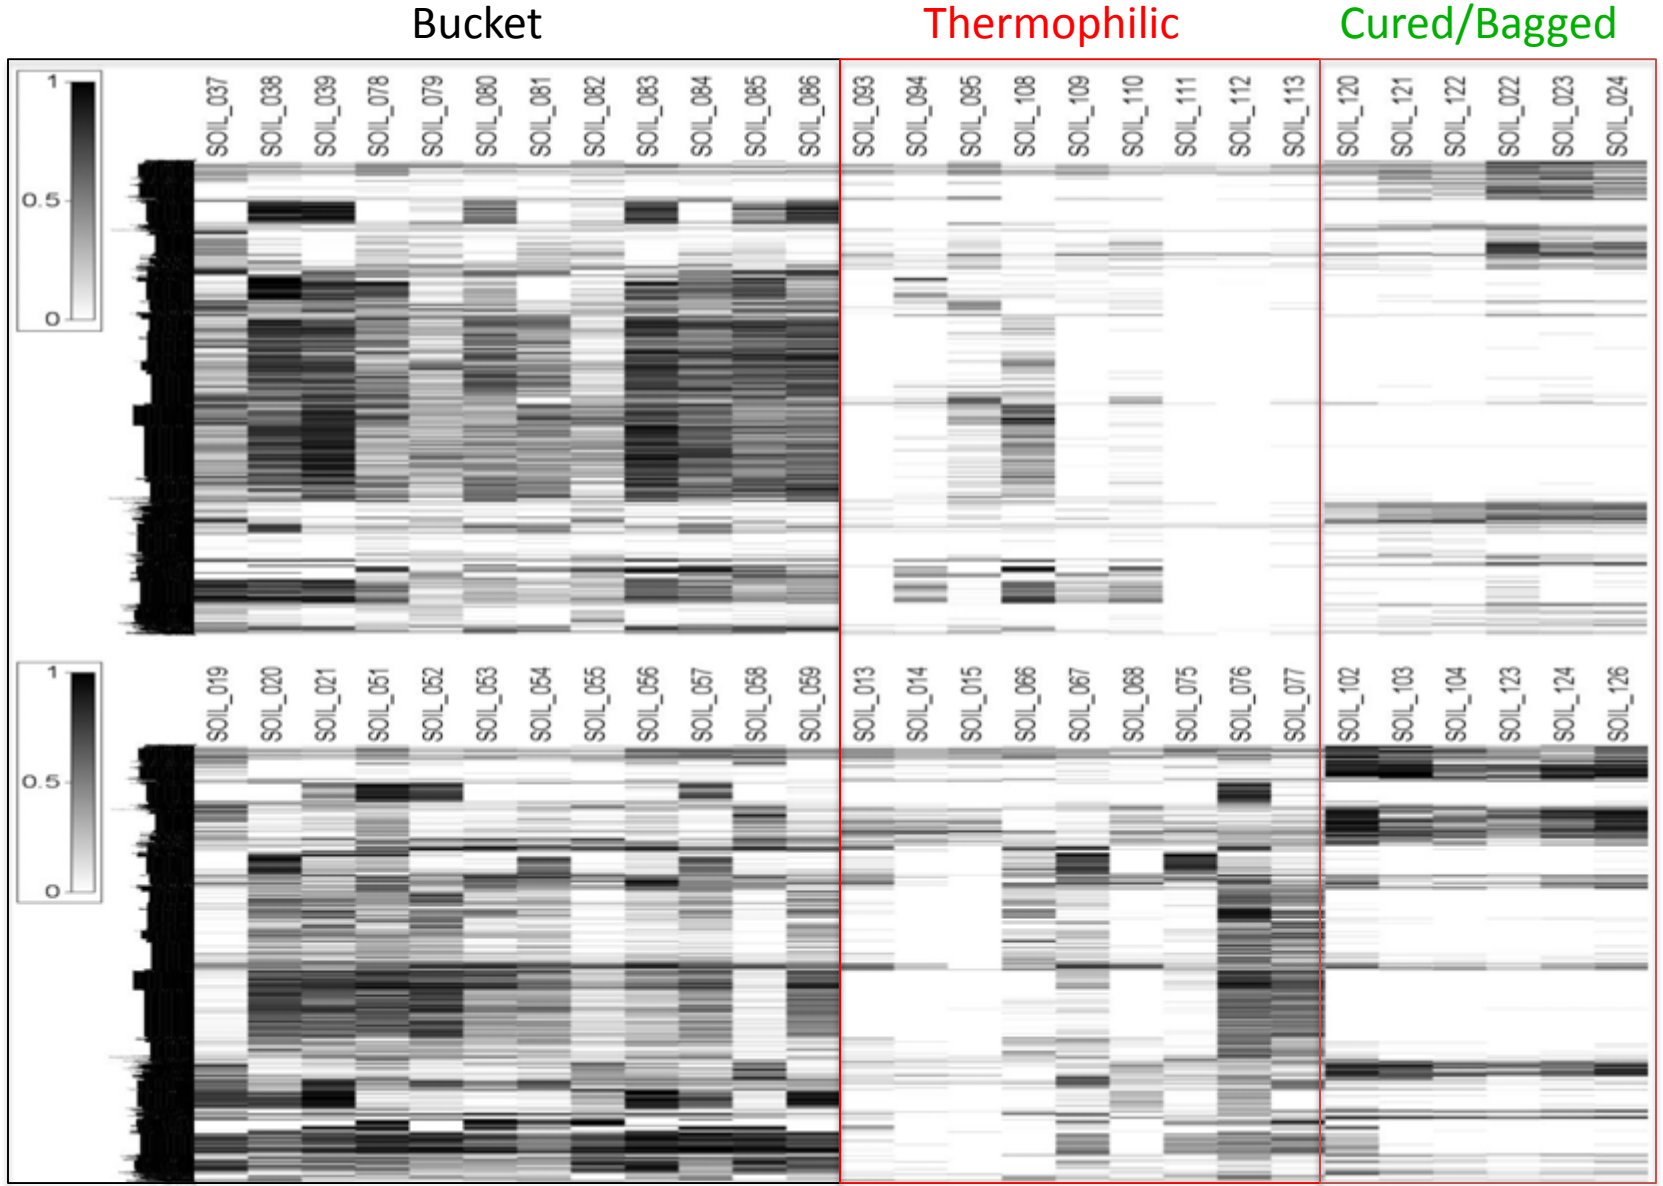 Bucket Thermophilic Cured/Bagged
1 SOIL_037 SOIL_038 SOIL_039 SOIL_078 SOIL_079 SOIL_080 SOIL_081 SOIL_082 SOIL_083 SOIL_084 SOIL_085 SOIL_086 SOIL_093 SOIL_094 SOIL_095 SOIL_108 SOIL_109 SOIL_110 SOIL_111 SOIL_112 SOIL_113 SOIL_120 SOIL_121 SOIL_122 SOIL_022 SOIL_023 SOIL_024
0.5
0
1 SOIL_019 SOIL_020 SOIL_021 SOIL_051 SOIL_052 SOIL_053 SOIL_054 SOIL_055 SOIL_056 SOIL_057 SOIL_058 SOIL_059 SOIL_013 SOIL_014 SOIL_015 SOIL_066 SOIL_067 SOIL_068 SOIL_075 SOIL_076 SOIL_077 SOIL_102 SOIL_103 SOIL_104 SOIL_123 SOIL_124 SOIL_126
0.5
0